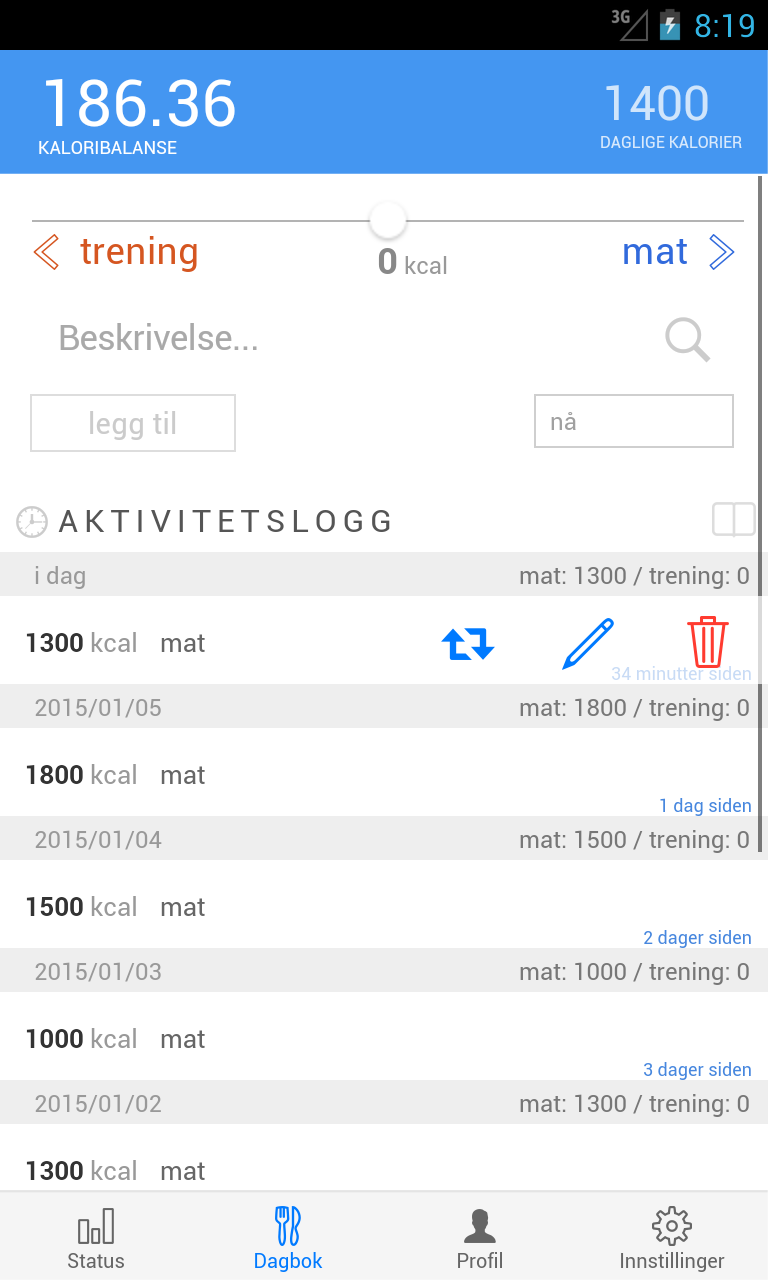 3G 8:19
186.36 1400
KALORIBALANSE DAGLIGE KALORIER
trening mat
0 kcal
Beskrivelse...
legg til nå
AKTIVITETSLOGG
i dag mat: 1300 / trening: 0
1300 kcal mat
34 minutter siden
2015/01/05 mat: 1800 / trening: 0
1800 kcal mat
1 dag siden
2015/01/04 mat: 1500 / trening: 0
1500 kcal mat
2 dager siden
2015/01/03 mat: 1000 / trening: 0
1000 kcal mat
3 dager siden
2015/01/02 mat: 1300 / trening: 0
1300 kcal mat
Status Dagbok Profil Innstillinger